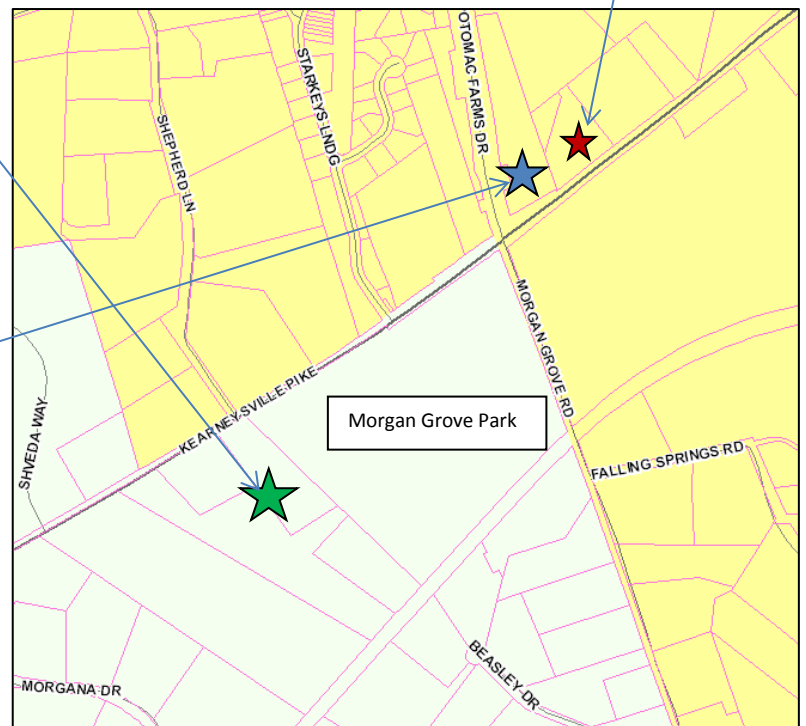 OTOMAC FARMS DR
STARKEYS LNDG
SHEPHERD LN
MORGAN GROVE RD
KEARNEYSVILLE PIKE
Morgan Grove Park
SHVEDA WAY
FALLING SPRINGS RD
BEASLEY DR
MORGANA DR